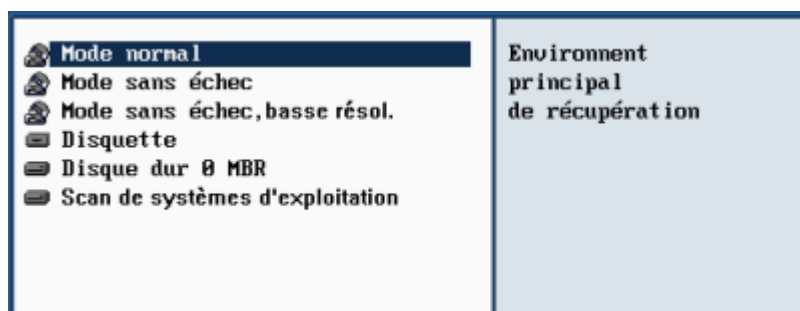 Mode normal
Mode sans échec
Mode sans échec,basse résol.
Disquette
Disque dur 0 MBR
Scan de systèmes d'exploitation
Environnent
principal
de récupération